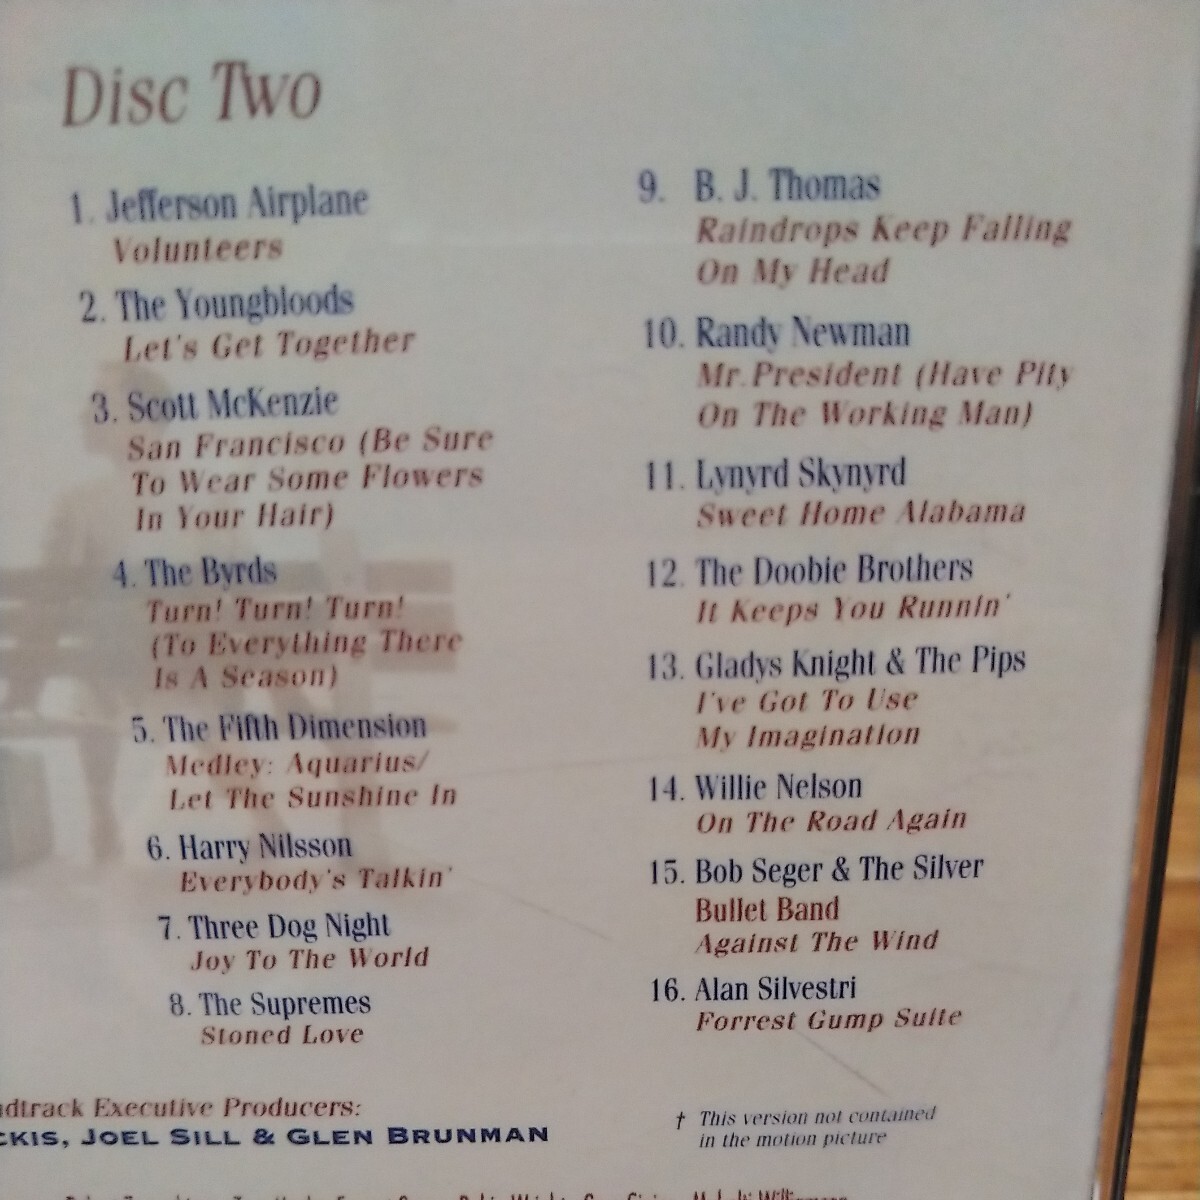 Disc Two
1. Jefferson Airplane
Volunteers
2. The Youngbloods
Let's Get Together
3. Scott McKenzie
San Francisco (Be Sure
To Wear Some Flowers
In Your Hair)
4. The Byrds
Turn! Turn! Turn!
(To Everything There
Is A Season)
5. The Fifth Dimension
Medley: Aquarius/
Let The Sunshine In
6. Harry Nilsson
Everybody's Talkin'
7. Three Dog Night
Joy To The World
8. The Supremes
Stoned Love
9. B. J. Thomas
Raindrops Keep Falling
On My Head
10. Randy Newman
Mr. President (Have Pity
On The Working Man)
11. Lynyrd Skynyrd
Sweet Home Alabama
12. The Doobie Brothers
It Keeps You Runnin'
13. Gladys Knight & The Pips
I've Got To Use
My Imagination
14. Willie Nelson
On The Road Again
15. Bob Seger & The Silver
Bullet Band
Against The Wind
16. Alan Silvestri
Forrest Gump Suite
dtrack Executive Producers:
CKIS, JOEL SILL & GLEN BRUNMAN
† This version not contained
in the motion picture